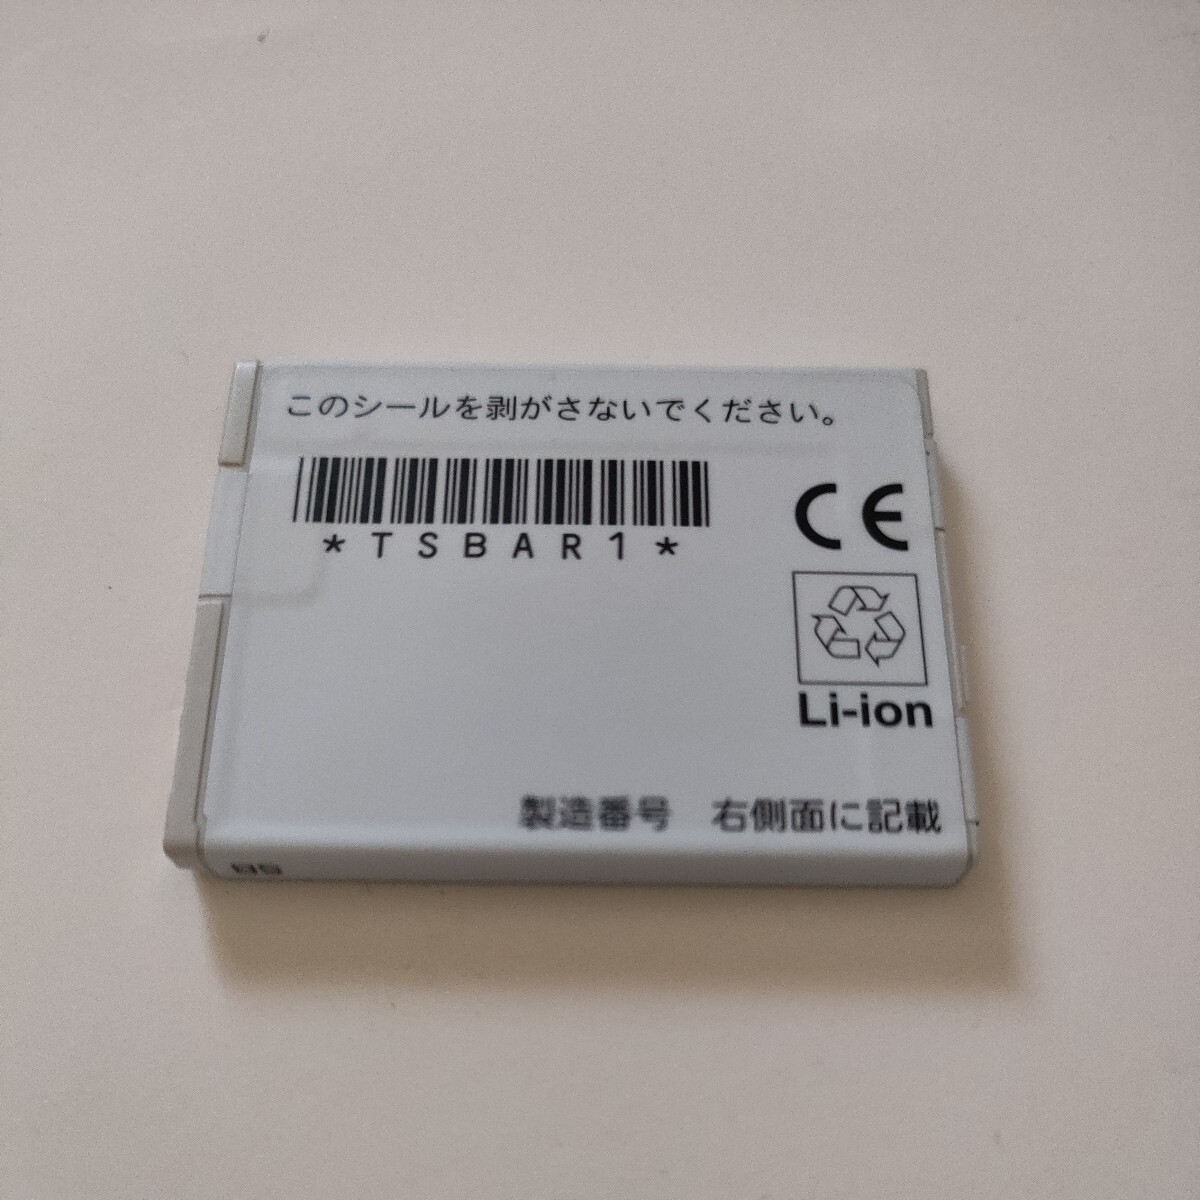 このシールを剥がさないでください。
*TSBAR1*
CE
Li-ion
製造番号 右側面に記載